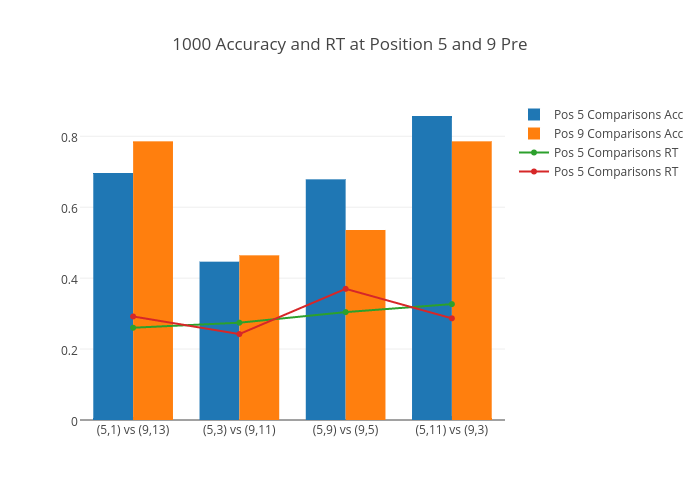 1000 Accuracy and RT at Position 5 and 9 Pre
Pos 5 Comparisons Acc
Pos 9 Comparisons Acc
Pos 5 Comparisons RT
Pos 5 Comparisons RT
0.8
0.6
0.4
0.2
0
(5,1) vs (9,13)
(5,3) vs (9,11)
(5,9) vs (9,5)
(5,11) vs (9,3)